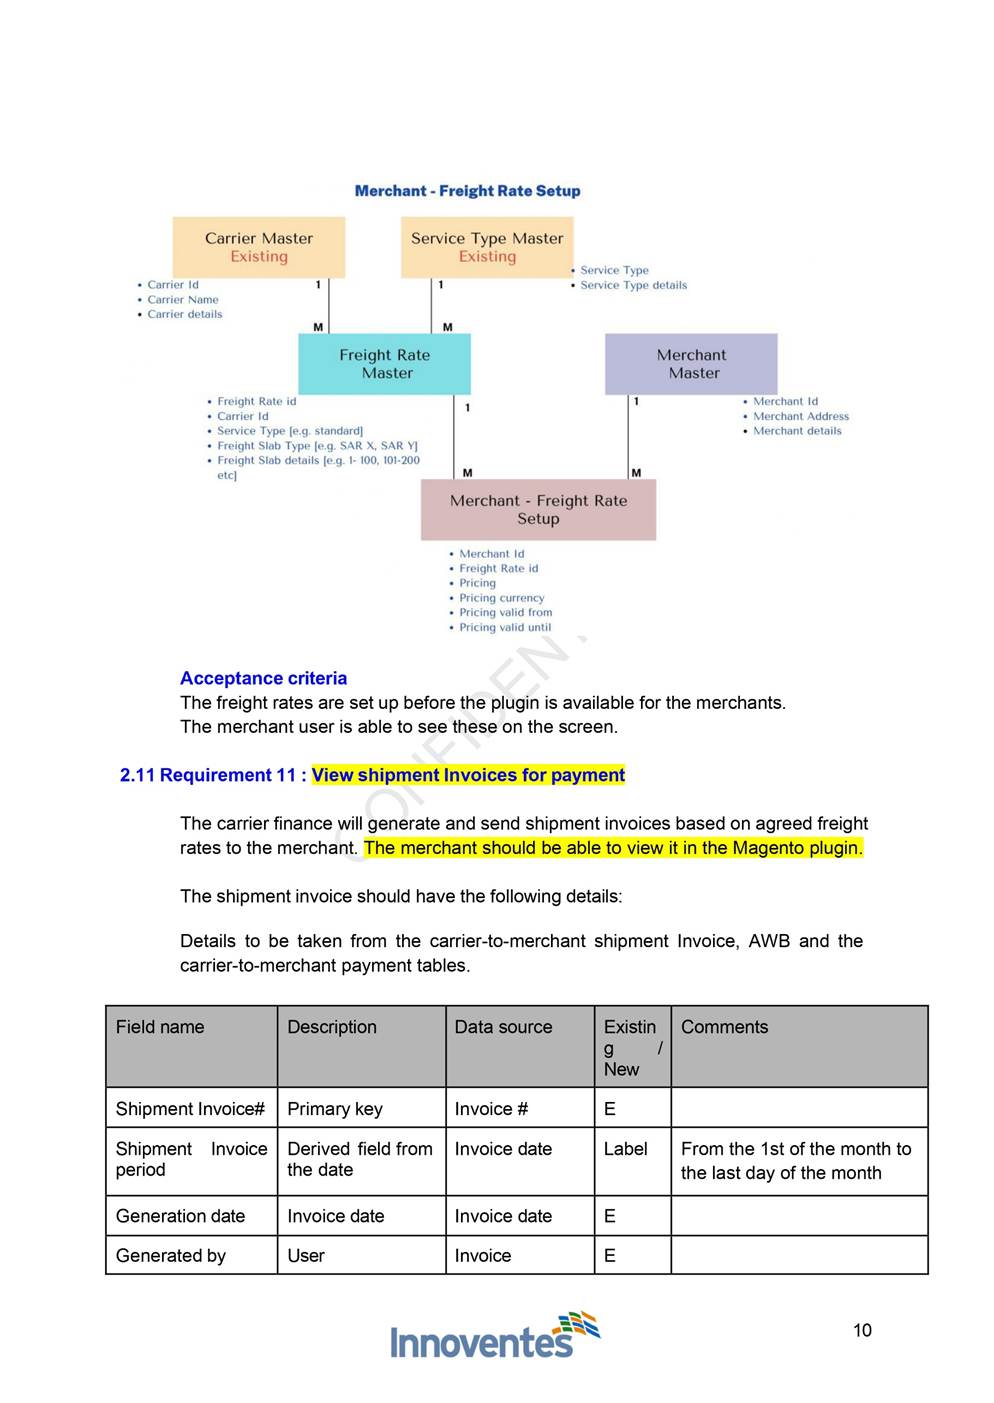 Merchant - Freight Rate Setup
Carrier Master
Existing
Service Type Master
Existing
• Service Type
• Service Type details
• Carrier Id
• Carrier Name
• Carrier details
1
1
M
M
Freight Rate
Master
Merchant
Master
• Freight Rate id
• Carrier Id
• Service Type [e.g. standard]
• Freight Slab Type [e.g. SAR X, SAR Y]
• Freight Slab details [e.g. 1- 100, 101-200
etc]
1
1
• Merchant Id
• Merchant Address
• Merchant details
M
M
Merchant - Freight Rate
Setup
• Merchant Id
• Freight Rate id
• Pricing
• Pricing currency
• Pricing valid from
• Pricing valid until
CONFIDEN
Acceptance criteria
The freight rates are set up before the plugin is available for the merchants.
The merchant user is able to see these on the screen.
2.11 Requirement 11 : View shipment Invoices for payment
The carrier finance will generate and send shipment invoices based on agreed freight
rates to the merchant. The merchant should be able to view it in the Magento plugin.
The shipment invoice should have the following details:
Details to be taken from the carrier-to-merchant shipment Invoice, AWB and the
carrier-to-merchant payment tables.
Field name
Description
Data source
Existin
g /
New
Comments
Shipment Invoice#
Primary key
Invoice #
E
Shipment Invoice
period
Derived field from
the date
Invoice date
Label
From the 1st of the month to
the last day of the month
Generation date
Invoice date
Invoice date
E
Generated by
User
Invoice
E
Innoventes
10